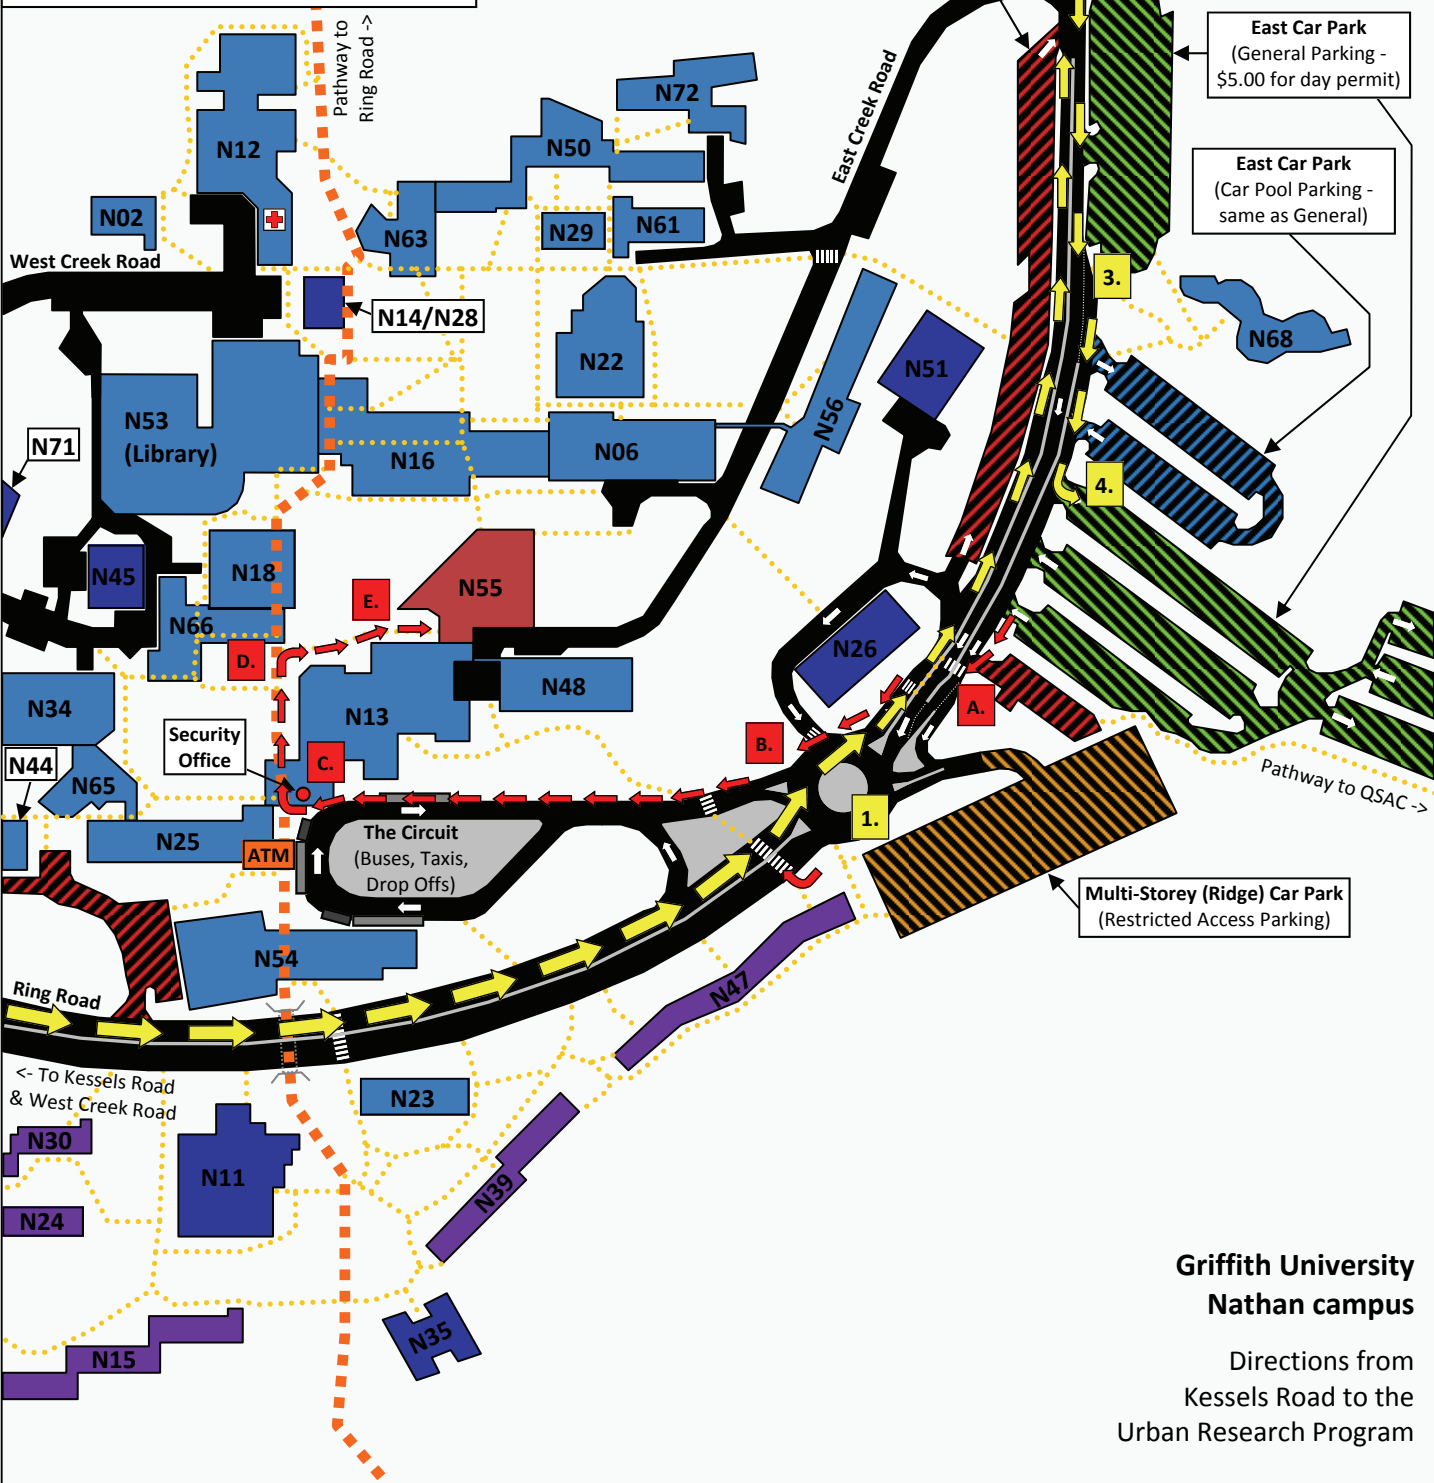 Pathway to
Ring Road ->
East Car Park
(General Parking -
$5.00 for day permit)
N72
East Creek Road
N12
N50
East Car Park
(Car Pool Parking -
same as General)
N02
N63
N29
N61
West Creek Road
3.
N14/N28
N68
N22
N51
N53
(Library)
N56
N71
N16
N06
4.
N45
N18
N55
E.
N66
D.
N26
N34
N48
N13
A.
Security
Office
B.
C.
N44
N65
Pathway to QSAC ->
1.
The Circuit
(Buses, Taxis,
Drop Offs)
N25
ATM
Multi-Storey (Ridge) Car Park
(Restricted Access Parking)
N54
N47
Ring Road
<- To Kessels Road
& West Creek Road
N23
N30
N11
N39
N24
Griffith University
Nathan campus
N35
N15
Directions from
Kessels Road to the
Urban Research Program